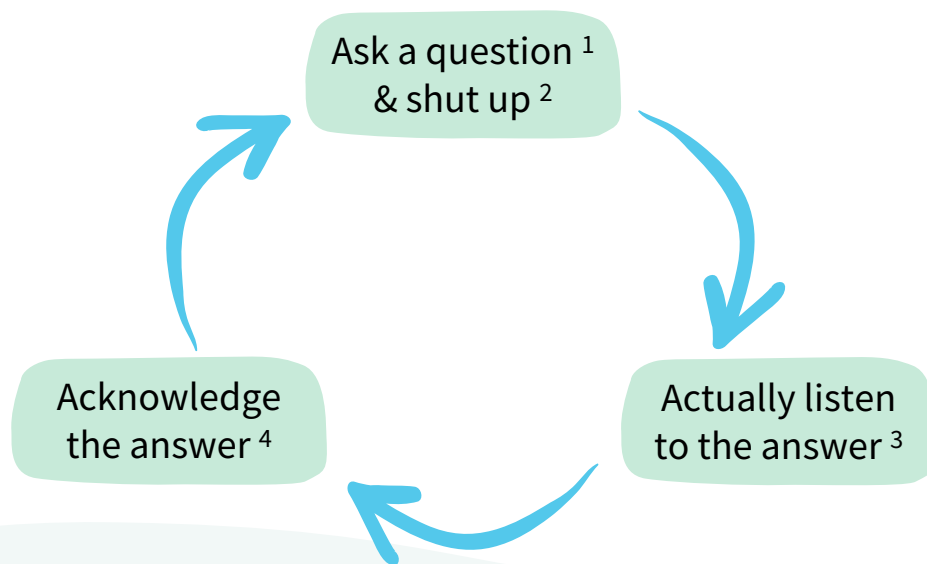 Ask a question ¹
& shut up ²
Actually listen
to the answer ³
Acknowledge
the answer ⁴